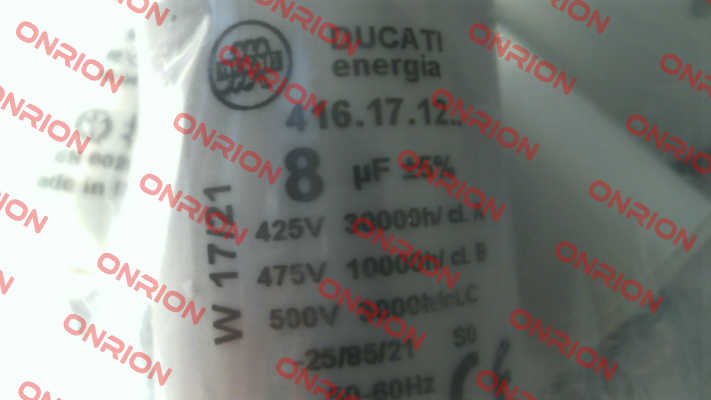 DUCATI
energia
416.17.12..
8 µF ±5%
425V 30000h/ cl. A
475V 10000h/ cl. B
500V 3000h/cl.C
-25/85/21 S0
50-60Hz CE
W 17/21
ONRION